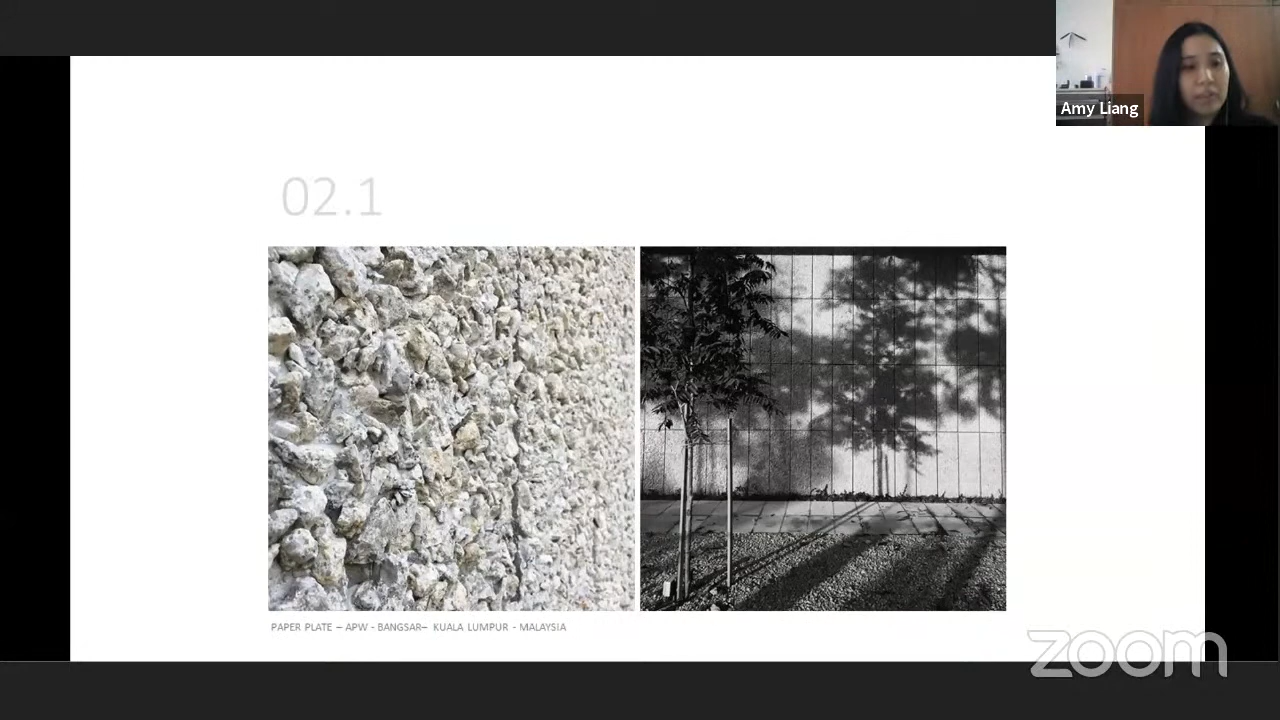 Amy Liang
02.1
PAPER PLATE – APW - BANGSAR– KUALA LUMPUR - MALAYSIA
zoom